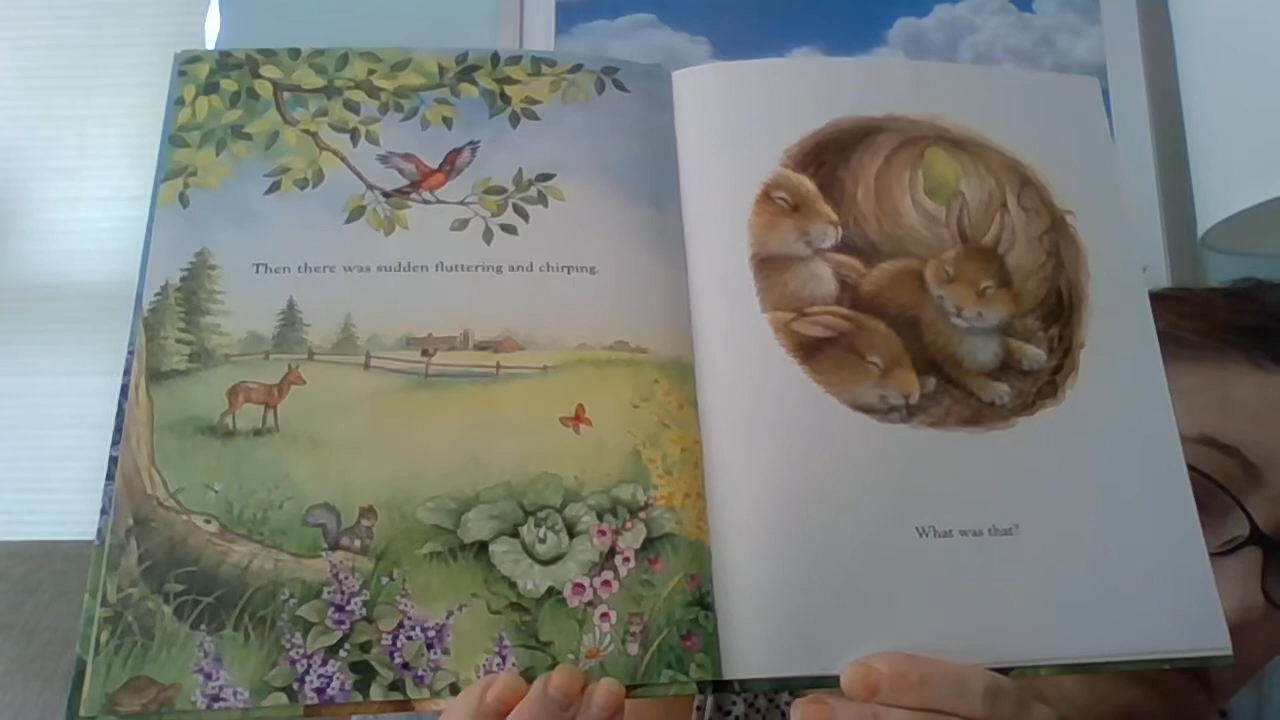 Then there was sudden fluttering and chirping.
What was that?